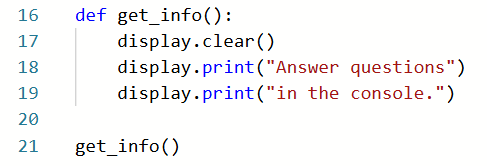 16 def get_info():
17     display.clear()
18     display.print("Answer questions")
19     display.print("in the console.")
20
21 get_info()